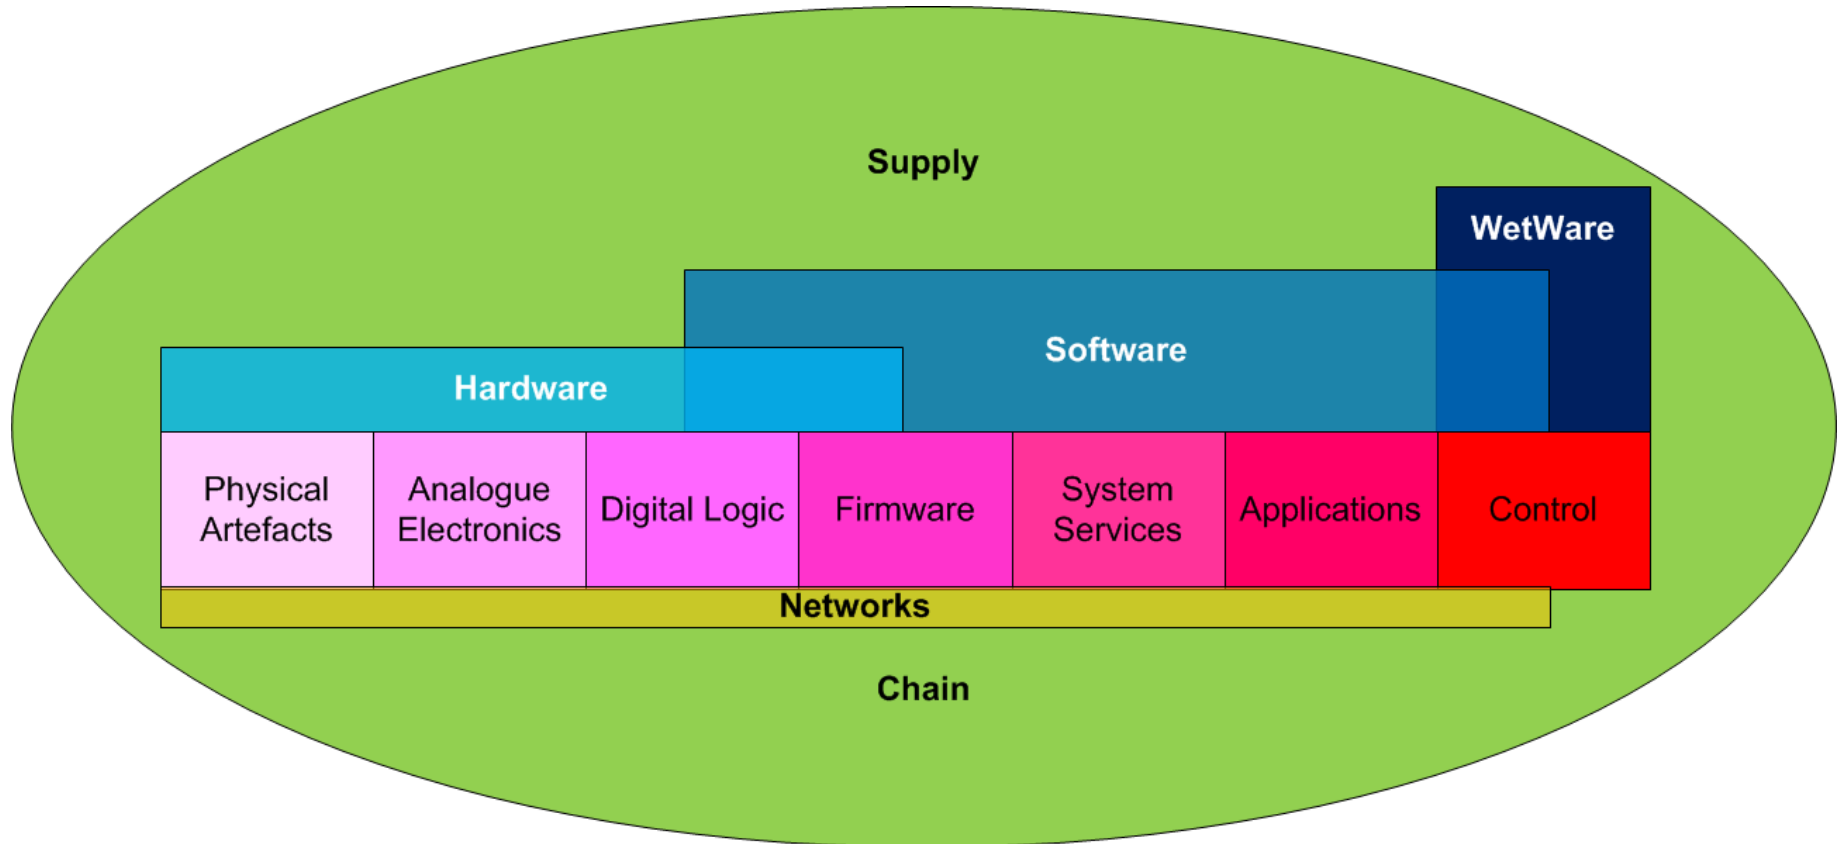 Supply
WetWare
Software
Hardware
Physical
Artefacts
Analogue
Electronics
Digital Logic
Firmware
System
Services
Applications
Control
Networks
Chain